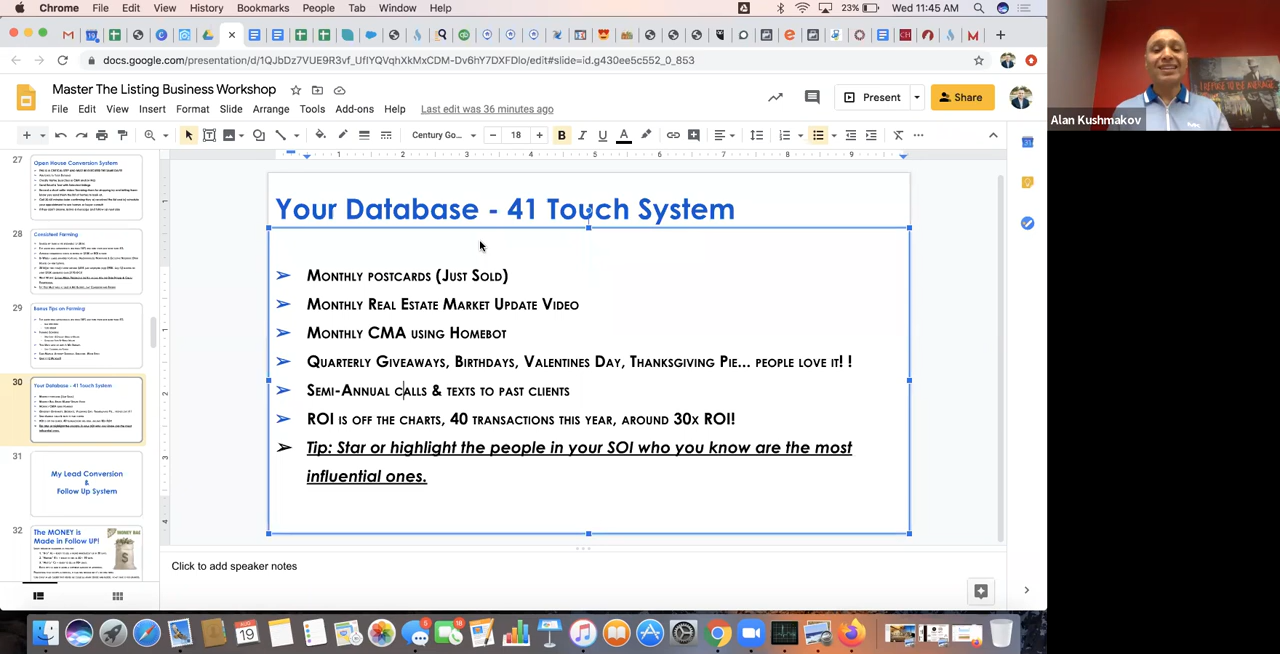 Chrome File Edit View History Bookmarks People Tab Window Help 23% Wed 11:45 AM
docs.google.com/presentation/d/1QJbDz7VUE9R3vf_UfIYQVqhXkMxCDM-Dv6hY7DXFDIo/edit#slide=id.g430ee5c552_0_853
Master The Listing Business Workshop
File Edit View Insert Format Slide Arrange Tools Add-ons Help Last edit was 36 minutes ago
Present Share
Century Go... 18
Alan Kushmakov
I REFUSE TO BE AVERAGE
27 Open House Conversion System
28 Consistent Farming
29 Bonus Tips on Farming
30 Your Database - 41 Touch System
31 My Lead Conversion
&
Follow Up System
32 The MONEY is
Made in Follow UP!
Your Database - 41 Touch System
➢ Monthly postcards (Just Sold)
➢ Monthly Real Estate Market Update Video
➢ Monthly CMA using Homebot
➢ Quarterly Giveaways, Birthdays, Valentines Day, Thanksgiving Pie... people love it! !
➢ Semi-Annual calls & texts to past clients
➢ ROI is off the charts, 40 transactions this year, around 30x ROI!
➢ Tip: Star or highlight the people in your SOI who you know are the most
influential ones.
Click to add speaker notes